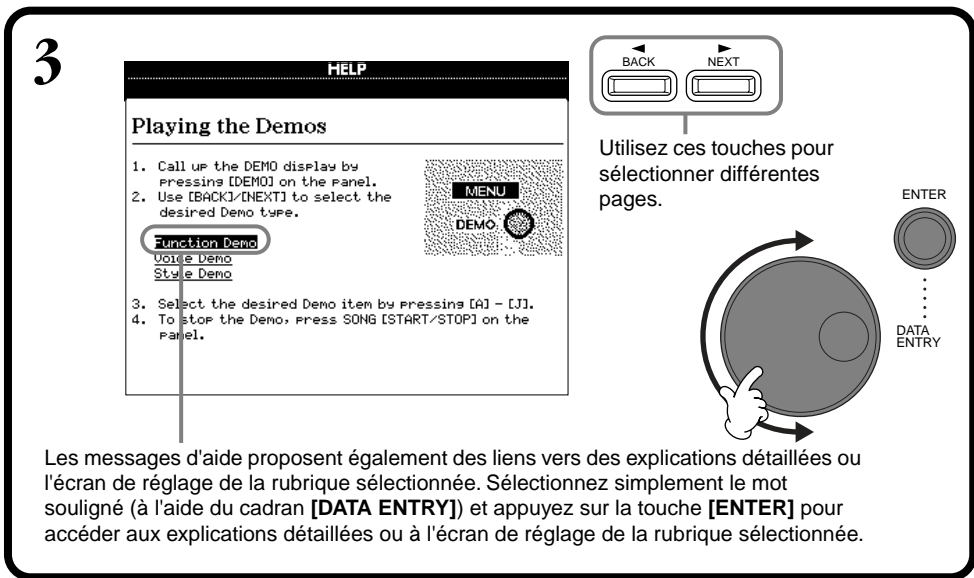 3
HELP
Playing the Demos
1. Call up the DEMO display by
pressing [DEMO] on the panel.
2. Use [BACK]/[NEXT] to select the
desired Demo type.
Function Demo
Voice Demo
Style Demo
3. Select the desired Demo item by pressing [A] - [J].
4. To stop the Demo, press SONG [START/STOP] on the
panel.
MENU
DEMO
BACK NEXT
Utilisez ces touches pour
sélectionner différentes
pages.
ENTER
DATA
ENTRY
Les messages d'aide proposent également des liens vers des explications détaillées ou
l'écran de réglage de la rubrique sélectionnée. Sélectionnez simplement le mot
souligné (à l'aide du cadran [DATA ENTRY]) et appuyez sur la touche [ENTER] pour
accéder aux explications détaillées ou à l'écran de réglage de la rubrique sélectionnée.